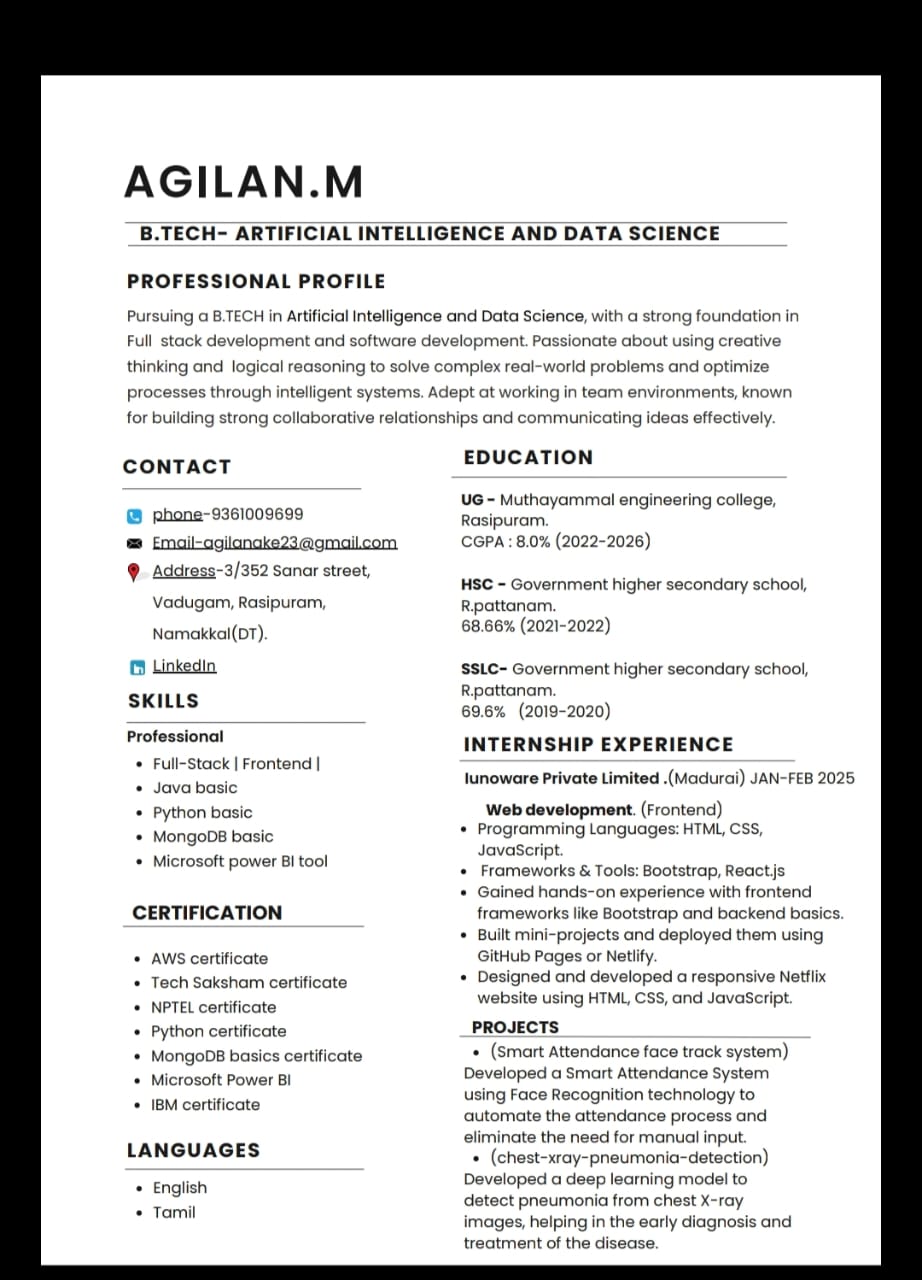 AGILAN.M
B.TECH- ARTIFICIAL INTELLIGENCE AND DATA SCIENCE
PROFESSIONAL PROFILE
Pursuing a B.TECH in Artificial Intelligence and Data Science, with a strong foundation in
Full stack development and software development. Passionate about using creative
thinking and logical reasoning to solve complex real-world problems and optimize
processes through intelligent systems. Adept at working in team environments, known
for building strong collaborative relationships and communicating ideas effectively.
CONTACT
phone-9361009699
Email-agilanake23@gmail.com
Address-3/352 Sanar street,
Vadugam, Rasipuram,
Namakkal(DT).
LinkedIn
SKILLS
Professional
• Full-Stack | Frontend |
• Java basic
• Python basic
• MongoDB basic
• Microsoft power BI tool
CERTIFICATION
• AWS certificate
• Tech Saksham certificate
• NPTEL certificate
• Python certificate
• MongoDB basics certificate
• Microsoft Power BI
• IBM certificate
LANGUAGES
• English
• Tamil
EDUCATION
UG - Muthayammal engineering college,
Rasipuram.
CGPA : 8.0% (2022-2026)
HSC - Government higher secondary school,
R.pattanam.
68.66% (2021-2022)
SSLC- Government higher secondary school,
R.pattanam.
69.6% (2019-2020)
INTERNSHIP EXPERIENCE
Iunoware Private Limited .(Madurai) JAN-FEB 2025
Web development. (Frontend)
• Programming Languages: HTML, CSS,
JavaScript.
• Frameworks & Tools: Bootstrap, React.js
• Gained hands-on experience with frontend
frameworks like Bootstrap and backend basics.
• Built mini-projects and deployed them using
GitHub Pages or Netlify.
• Designed and developed a responsive Netflix
website using HTML, CSS, and JavaScript.
PROJECTS
• (Smart Attendance face track system)
Developed a Smart Attendance System
using Face Recognition technology to
automate the attendance process and
eliminate the need for manual input.
• (chest-xray-pneumonia-detection)
Developed a deep learning model to
detect pneumonia from chest X-ray
images, helping in the early diagnosis and
treatment of the disease.